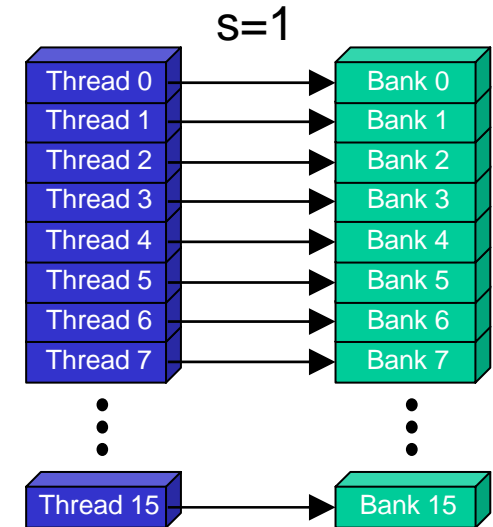 s=1
Thread 0
Bank 0
Thread 1
Bank 1
Thread 2
Bank 2
Thread 3
Bank 3
Thread 4
Bank 4
Thread 5
Bank 5
Thread 6
Bank 6
Thread 7
Bank 7
Thread 15
Bank 15